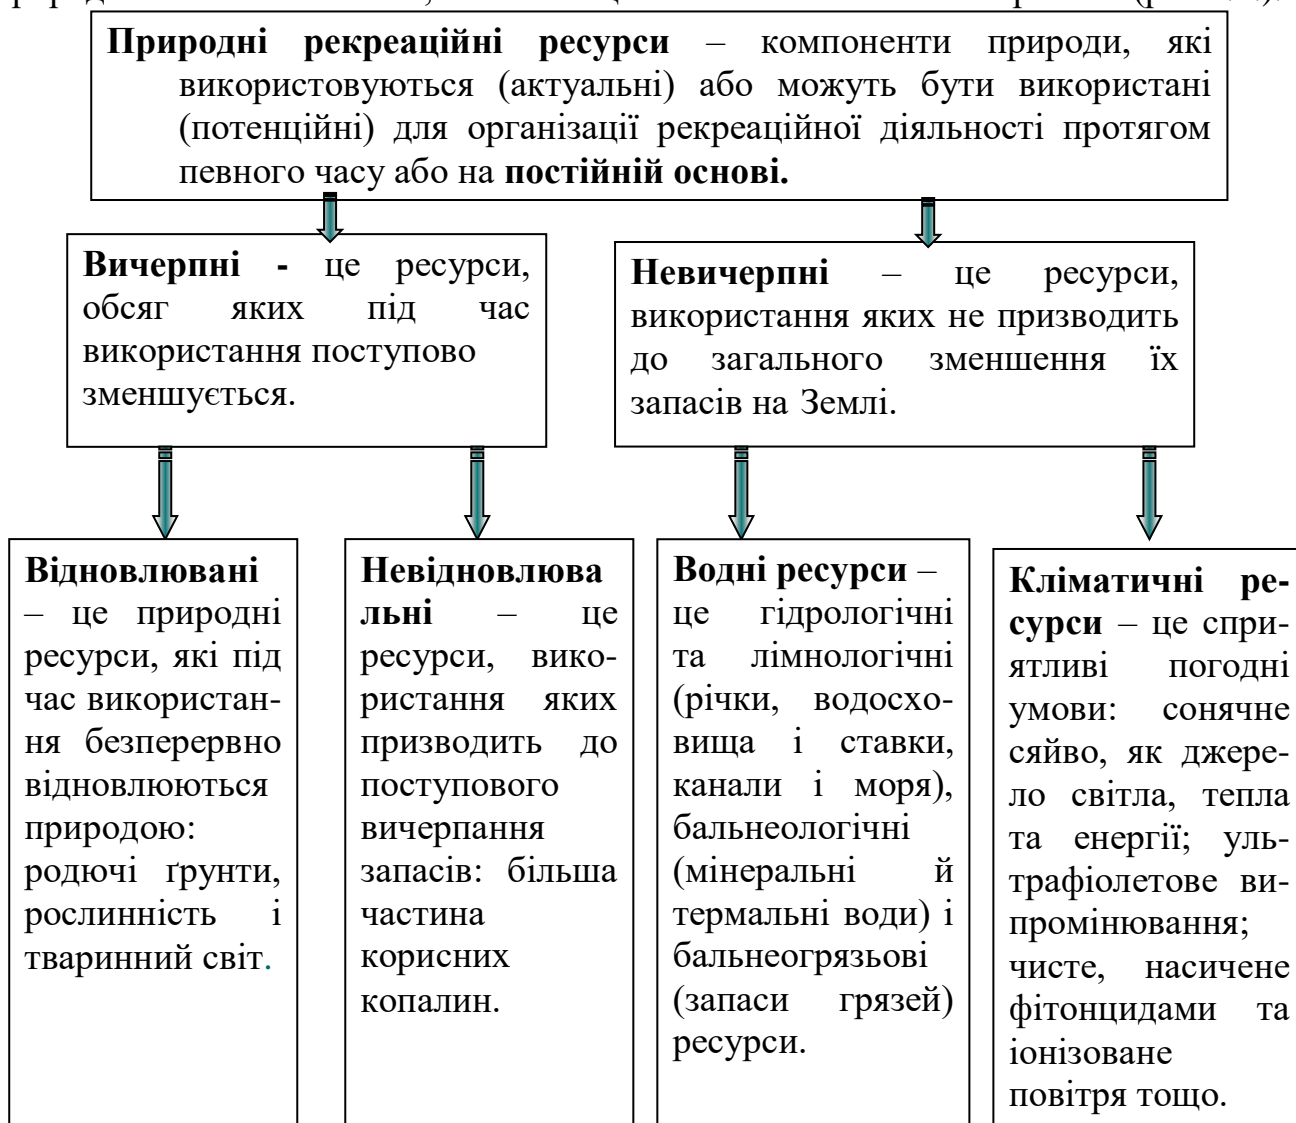 Природні рекреаційні ресурси – компоненти природи, які
використовуються (актуальні) або можуть бути використані
(потенційні) для організації рекреаційної діяльності протягом
певного часу або на постійній основі.
Вичерпні - це ресурси,
обсяг яких під час
використання поступово
зменшується.
Невичерпні – це ресурси,
використання яких не призводить
до загального зменшення їх
запасів на Землі.
Відновлювані
– це природні
ресурси, які під
час використан-
ня безперервно
відновлюються
природою:
родючі ґрунти,
рослинність і
тваринний світ.
Невідновлюва
льні – це
ресурси, вико-
ристання яких
призводить до
поступового
вичерпання
запасів: більша
частина
корисних
копалин.
Водні ресурси –
це гідрологічні
та лімнологічні
(річки, водосхо-
вища і ставки,
канали і моря),
бальнеологічні
(мінеральні й
термальні води) і
бальнеогрязьові
(запаси грязей)
ресурси.
Кліматичні ре-
сурси – це спри-
ятливі погодні
умови: сонячне
сяйво, як джере-
ло світла, тепла
та енергії; уль-
трафіолетове ви-
промінювання;
чисте, насичене
фітонцидами та
іонізоване
повітря тощо.